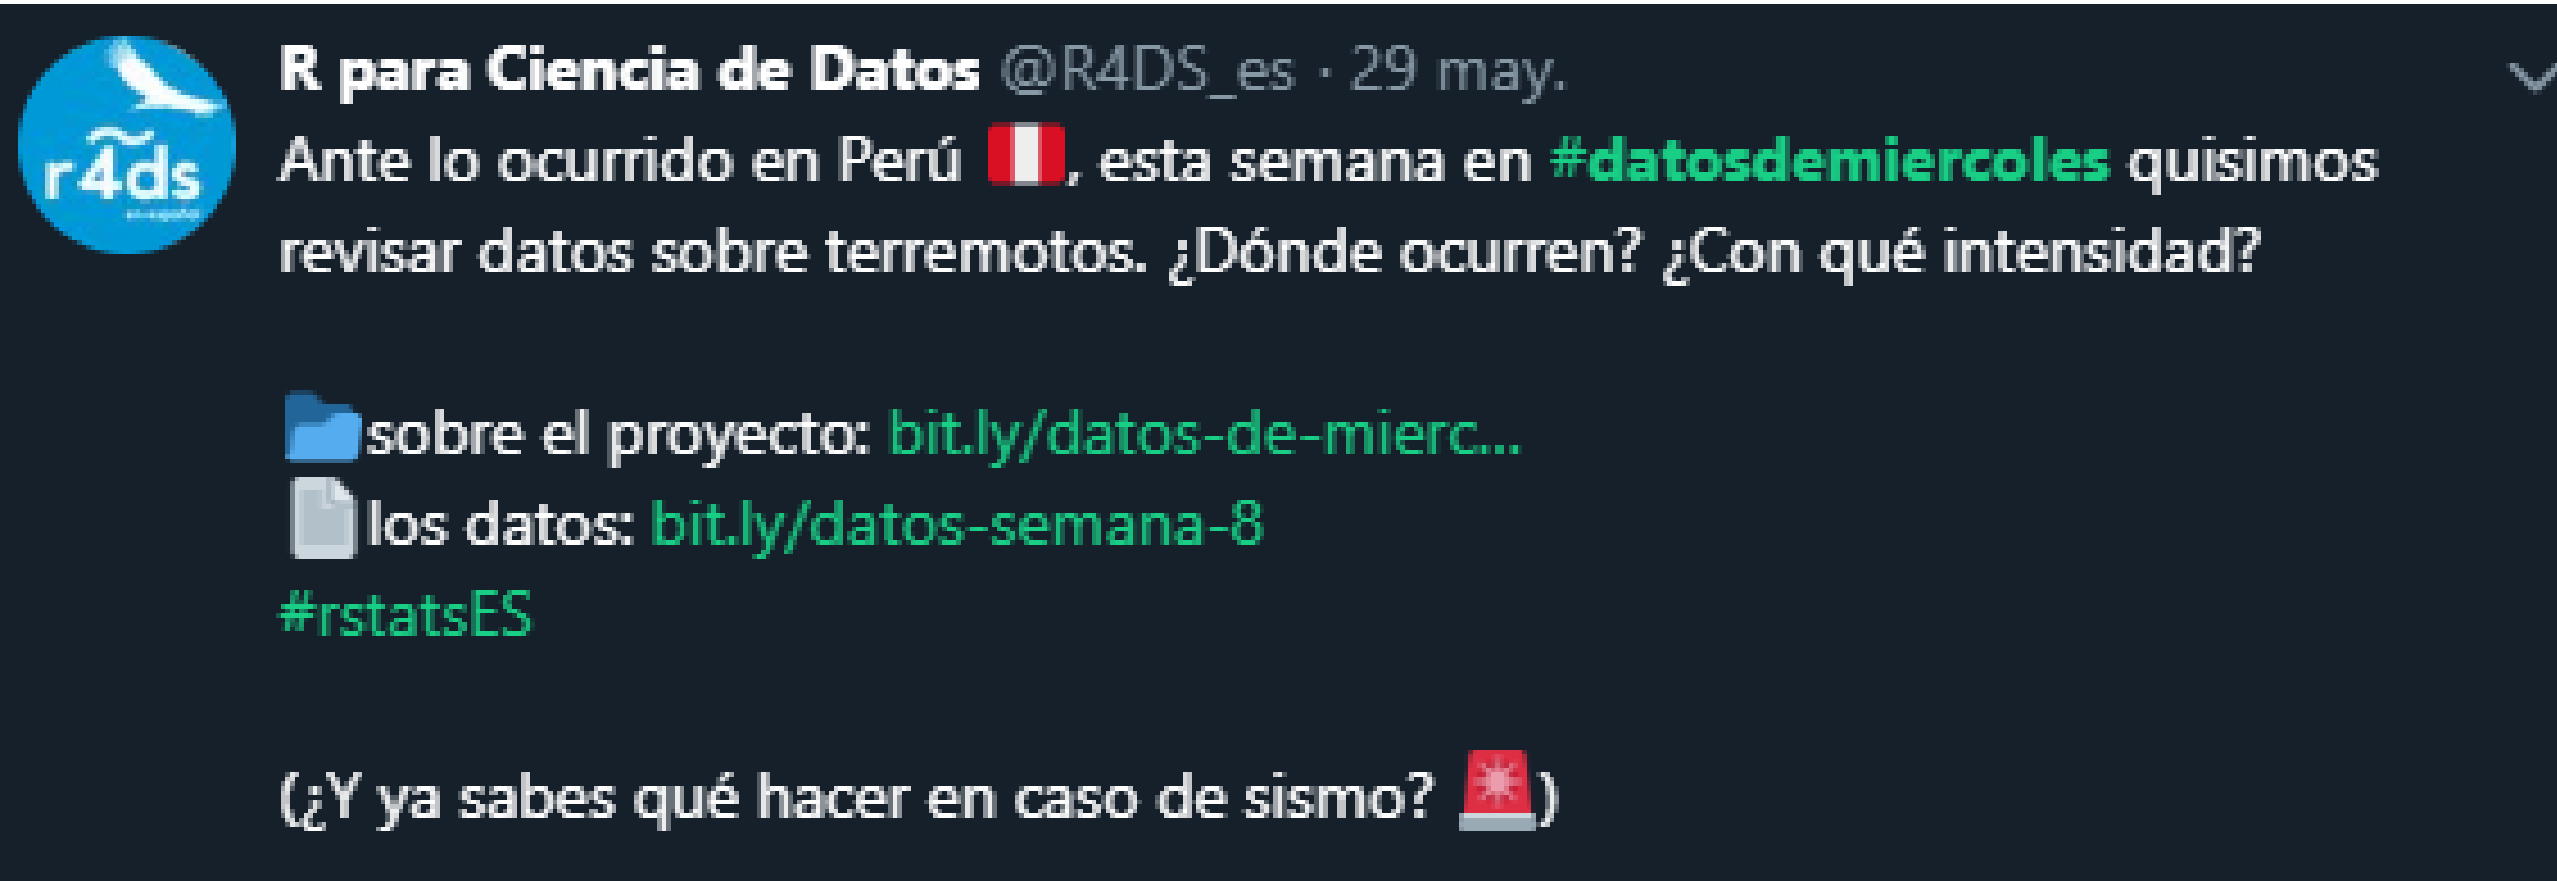 R para Ciencia de Datos @R4DS_es · 29 may.
Ante lo ocurrido en Perú 🇵🇪, esta semana en #datosdemiercoles quisimos
revisar datos sobre terremotos. ¿Dónde ocurren? ¿Con qué intensidad?
📂sobre el proyecto: bit.ly/datos-de-mierc...
📄los datos: bit.ly/datos-semana-8
#rstatsES
(¿Y ya sabes qué hacer en caso de sismo? 🚨)
r4ds
en español